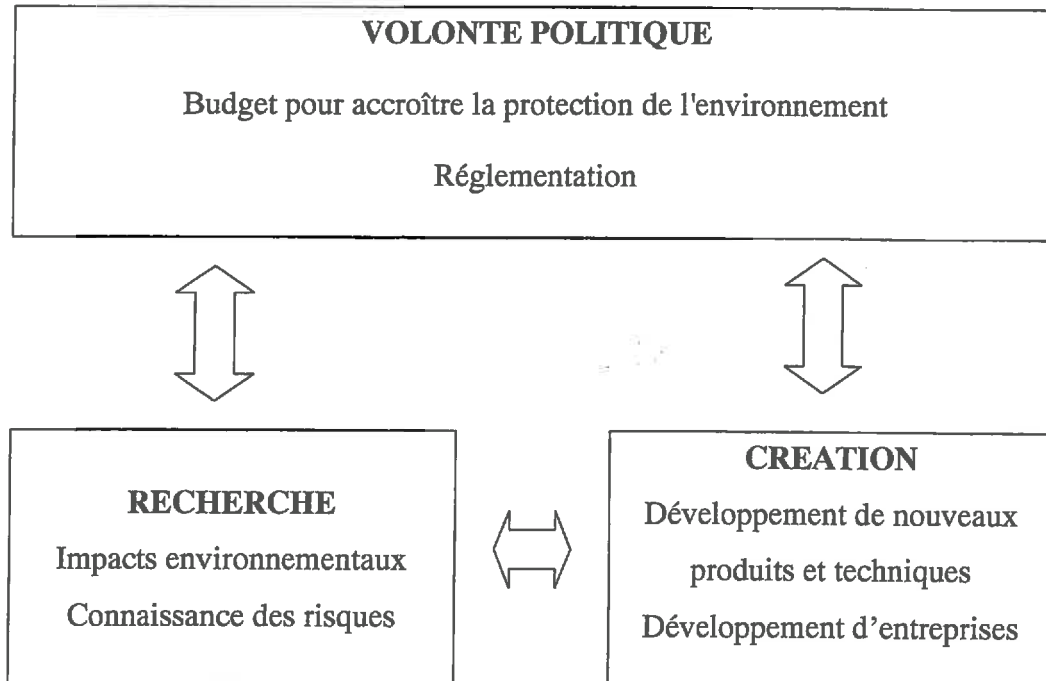 VOLONTE POLITIQUE
Budget pour accroître la protection de l'environnement
Réglementation
RECHERCHE
Impacts environnementaux
Connaissance des risques
CREATION
Développement de nouveaux
produits et techniques
Développement d’entreprises